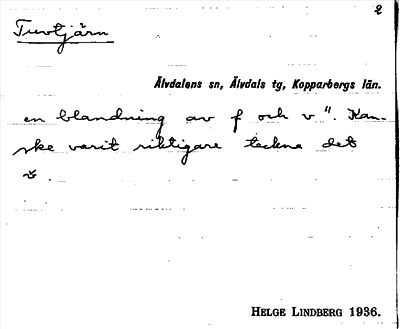 2
Tuvtjärn
Älvdalens sn, Älvdals tg, Kopparbergs län.
en blandning av f och v". Kan-
ske varit riktigare teckna det
v̌.
HELGE LINDBERG 1936.